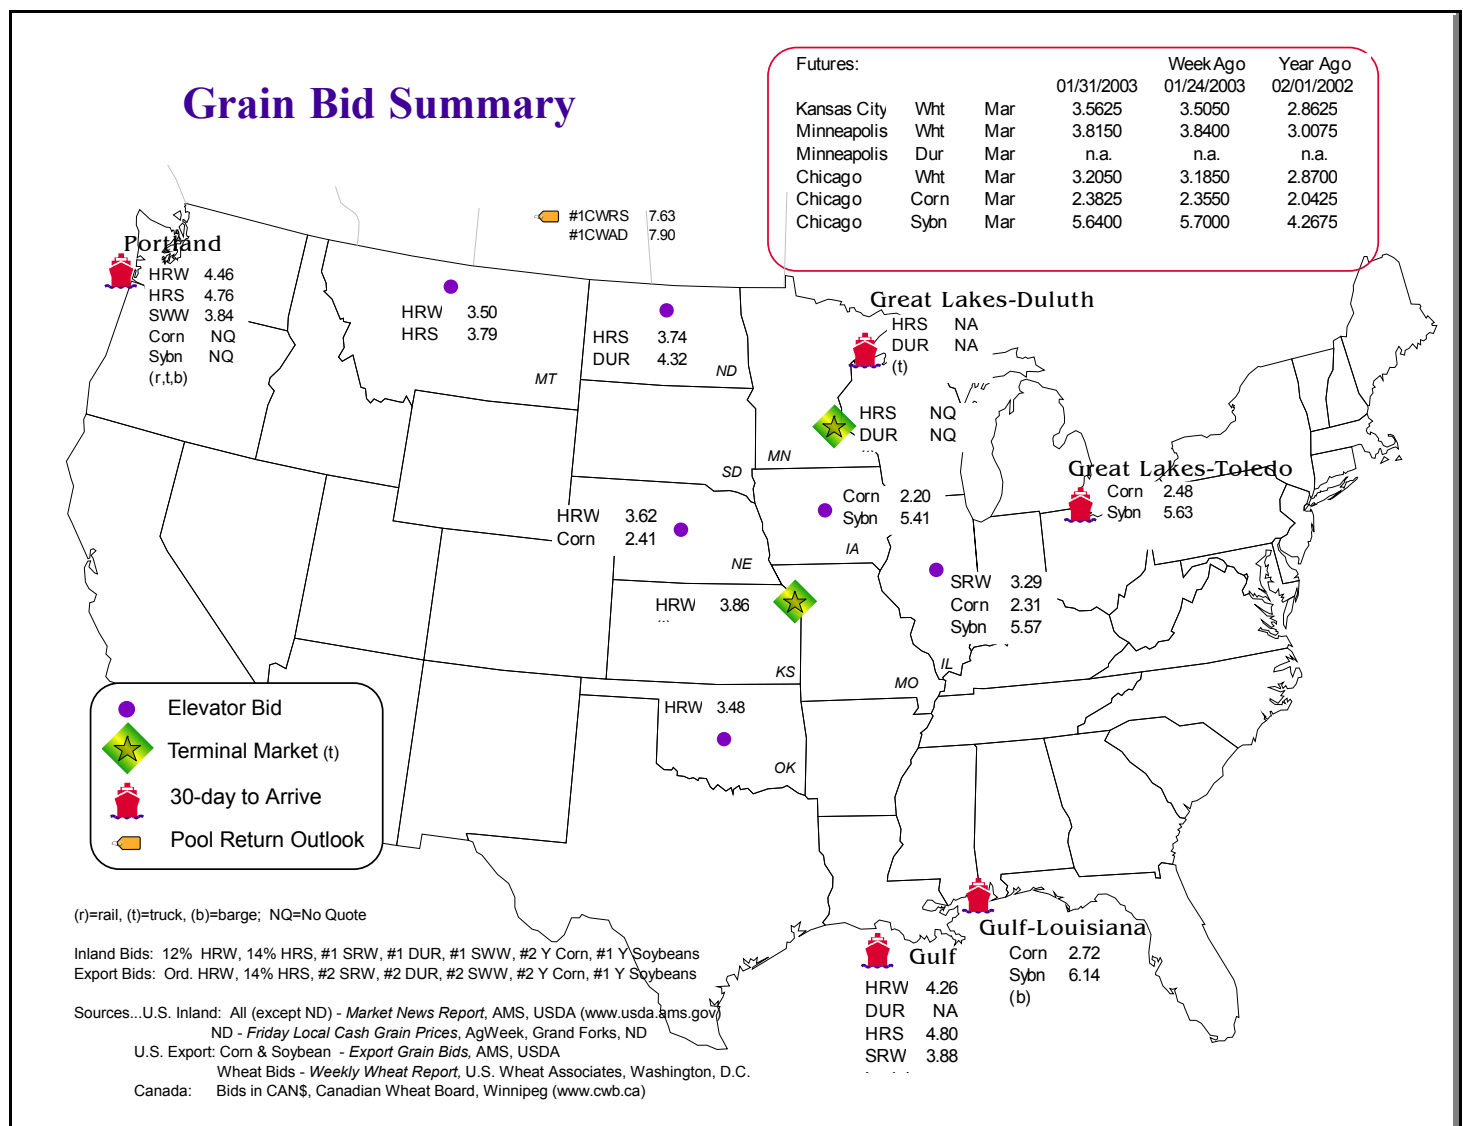 Grain Bid Summary
Futures: Week Ago Year Ago
01/31/2003 01/24/2003 02/01/2002
Kansas City Wht Mar 3.5625 3.5050 2.8625
Minneapolis Wht Mar 3.8150 3.8400 3.0075
Minneapolis Dur Mar n.a. n.a. n.a.
Chicago Wht Mar 3.2050 3.1850 2.8700
Chicago Corn Mar 2.3825 2.3550 2.0425
Chicago Sybn Mar 5.6400 5.7000 4.2675
#1CWRS 7.63
#1CWAD 7.90
Portland
HRW 4.46
HRS 4.76
SWW 3.84
Corn NQ
Sybn NQ
(r,t,b)
HRW 3.50
HRS 3.79
MT
HRS 3.74
DUR 4.32
ND
Great Lakes-Duluth
HRS NA
DUR NA
(t)
HRS NQ
DUR NQ
MN
SD
Great Lakes-Toledo
Corn 2.48
Sybn 5.63
Corn 2.20
Sybn 5.41
IA
HRW 3.62
Corn 2.41
NE
SRW 3.29
Corn 2.31
Sybn 5.57
IL
HRW 3.86
KS
MO
HRW 3.48
OK
Elevator Bid
Terminal Market (t)
30-day to Arrive
Pool Return Outlook
Gulf-Louisiana
Corn 2.72
Sybn 6.14
(b)
Gulf
HRW 4.26
DUR NA
HRS 4.80
SRW 3.88
(r)=rail, (t)=truck, (b)=barge; NQ=No Quote
Inland Bids: 12% HRW, 14% HRS, #1 SRW, #1 DUR, #1 SWW, #2 Y Corn, #1 Y Soybeans
Export Bids: Ord. HRW, 14% HRS, #2 SRW, #2 DUR, #2 SWW, #2 Y Corn, #1 Y Soybeans
Sources...U.S. Inland: All (except ND) - Market News Report, AMS, USDA (www.usda.ams.gov)
ND - Friday Local Cash Grain Prices, AgWeek, Grand Forks, ND
U.S. Export: Corn & Soybean - Export Grain Bids, AMS, USDA
Wheat Bids - Weekly Wheat Report, U.S. Wheat Associates, Washington, D.C.
Canada: Bids in CAN$, Canadian Wheat Board, Winnipeg (www.cwb.ca)